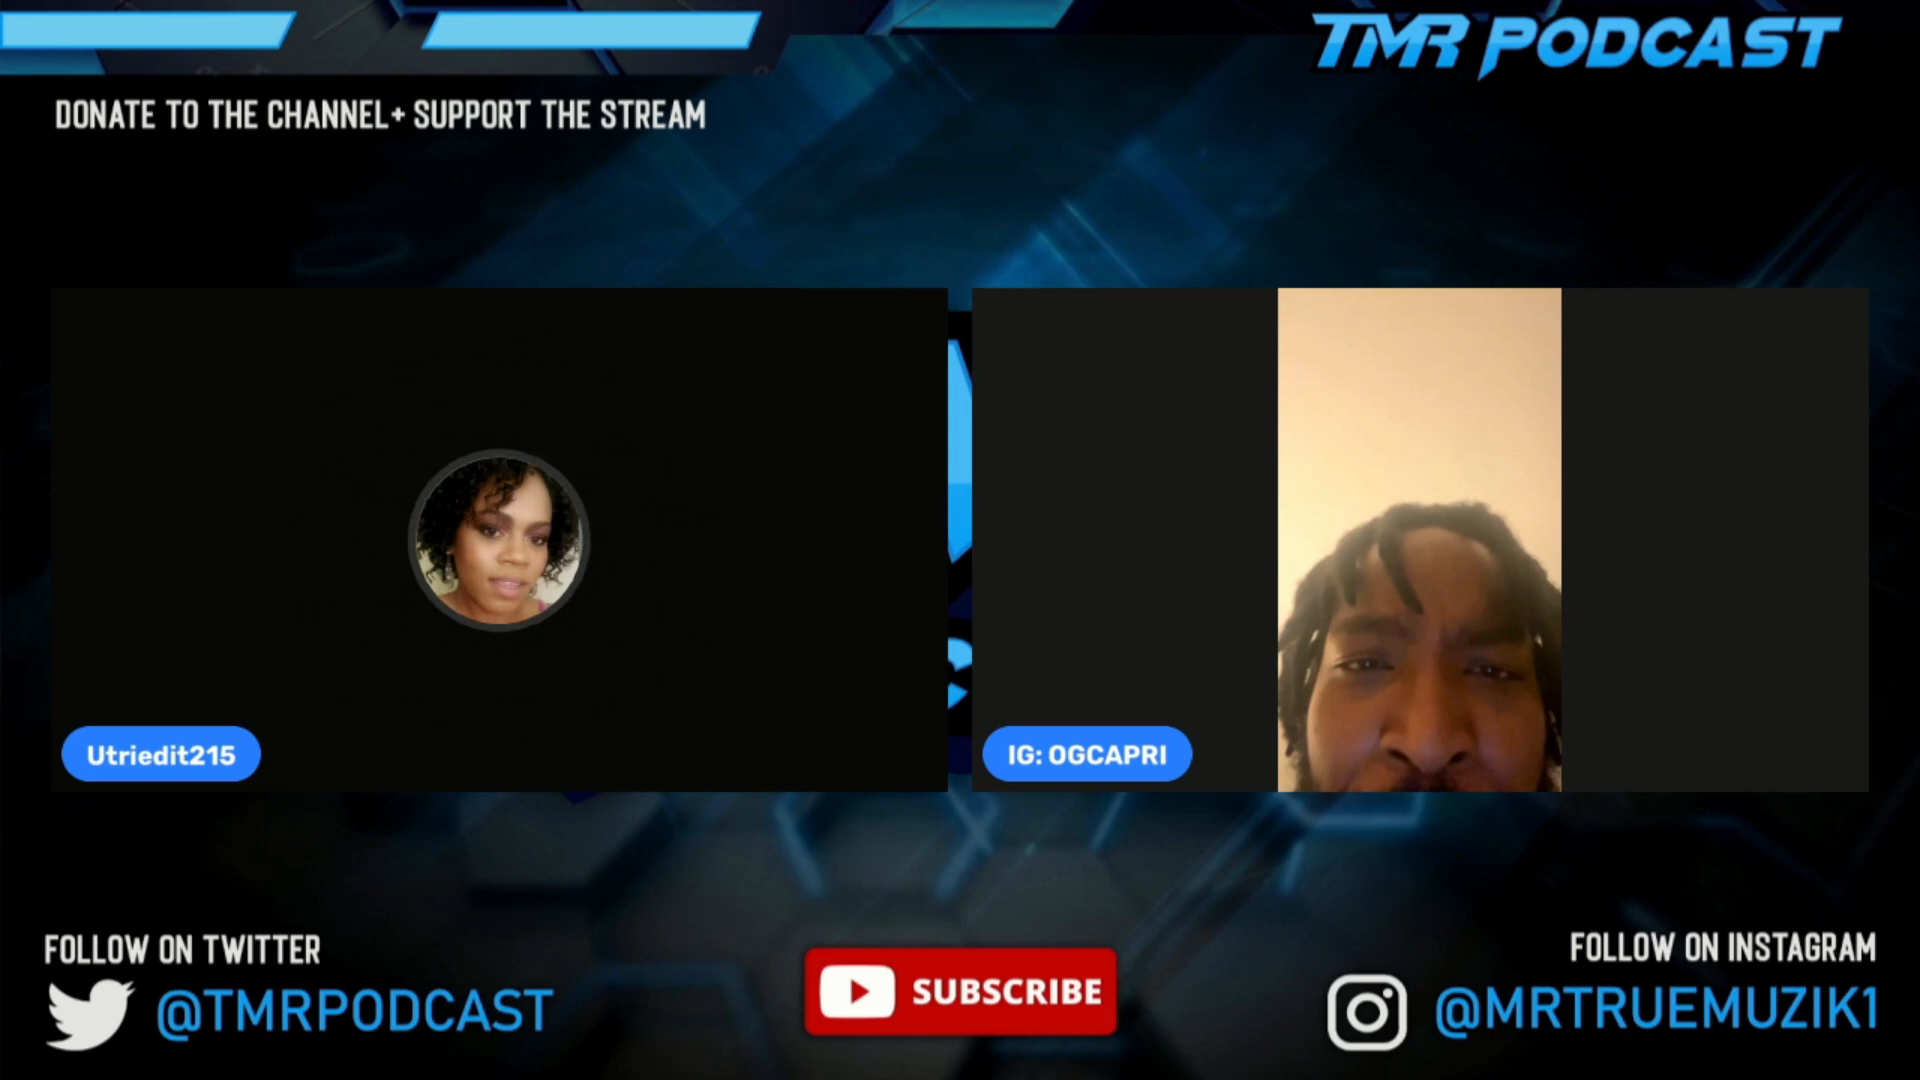 TMR PODCAST
DONATE TO THE CHANNEL+ SUPPORT THE STREAM
Utriedit215
IG: OGCAPRI
FOLLOW ON TWITTER
@TMRPODCAST
SUBSCRIBE
FOLLOW ON INSTAGRAM
@MRTRUEMUZIK1